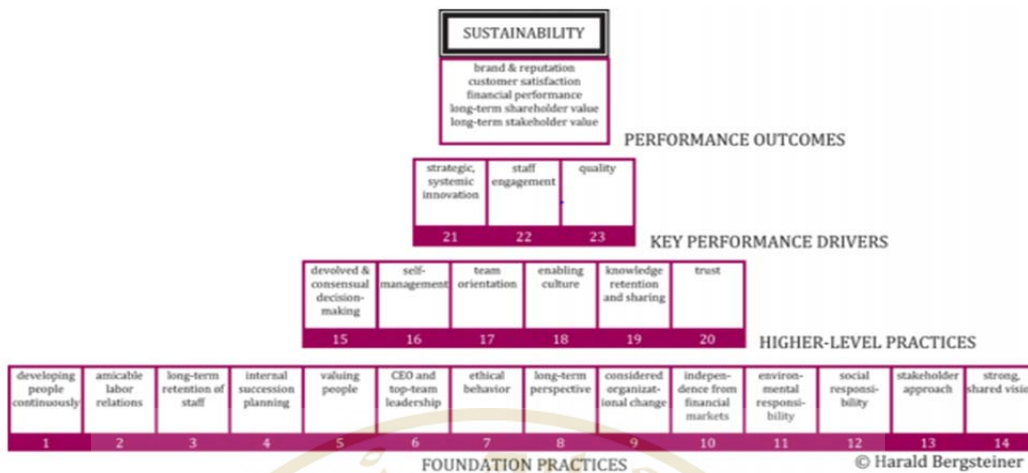 SUSTAINABILITY
brand & reputation
customer satisfaction
financial performance
long-term shareholder value
long-term stakeholder value
PERFORMANCE OUTCOMES
strategic,
systemic
innovation
21
staff
engagement
22
quality
23
KEY PERFORMANCE DRIVERS
devolved &
consensual
decision-
making
15
self-
management
16
team
orientation
17
enabling
culture
18
knowledge
retention
and sharing
19
trust
20
HIGHER-LEVEL PRACTICES
developing
people
continuously
1
amicable
labor
relations
2
long-term
retention of
staff
3
internal
succession
planning
4
valuing
people
5
CEO and
top-team
leadership
6
ethical
behavior
7
long-term
perspective
8
considered
organizat-
ional change
9
indepen-
dence from
financial
markets
10
environ-
mental
responsi-
bility
11
social
responsi-
bility
12
stakeholder
approach
13
strong,
shared visio
14
FOUNDATION PRACTICES
© Harald Bergsteiner